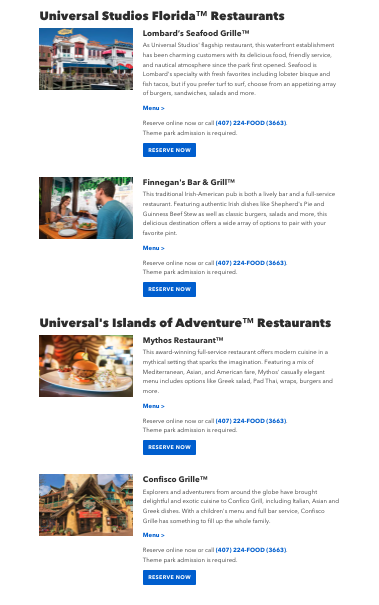 Universal Studios Florida™ Restaurants
Lombard's Seafood Grille™
As Universal Studios' flagship restaurant, this waterfront establishment
has been charming customers with its delicious food, friendly service,
and nautical atmosphere since the park first opened. Seafood is
Lombard's specialty with fresh favorites including lobster bisque and
fish tacos, but if you prefer turf to surf, choose from an appetizing array
of burgers, sandwiches, salads and more.
Menu >
Reserve online now or call (407) 224-FOOD (3663).
Theme park admission is required.
RESERVE NOW
Finnegan's Bar & Grill™
This traditional Irish-American pub is both a lively bar and a full-service
restaurant. Featuring authentic Irish dishes like Shepherd's Pie and
Guinness Beef Stew as well as classic burgers, salads and more, this
delicious destination offers a wide array of options to pair with your
favorite pint.
Menu >
Reserve online now or call (407) 224-FOOD (3663).
Theme park admission is required.
RESERVE NOW
Universal's Islands of Adventure™ Restaurants
Mythos Restaurant™
This award-winning full-service restaurant offers modern cuisine in a
mythical setting that sparks the imagination. Featuring a mix of
Mediterranean, Asian, and American fare, Mythos' casually elegant
menu includes options like Greek salad, Pad Thai, wraps, burgers and
more.
Menu >
Reserve online now or call (407) 224-FOOD (3663).
Theme park admission is required.
RESERVE NOW
Confisco Grille™
Explorers and adventurers from around the globe have brought
delightful and exotic cuisine to Confico Grill, including Italian, Asian and
Greek dishes. With a children's menu and full bar service, Confisco
Grille has something to fill up the whole family.
Menu >
Reserve online now or call (407) 224-FOOD (3663).
Theme park admission is required.
RESERVE NOW